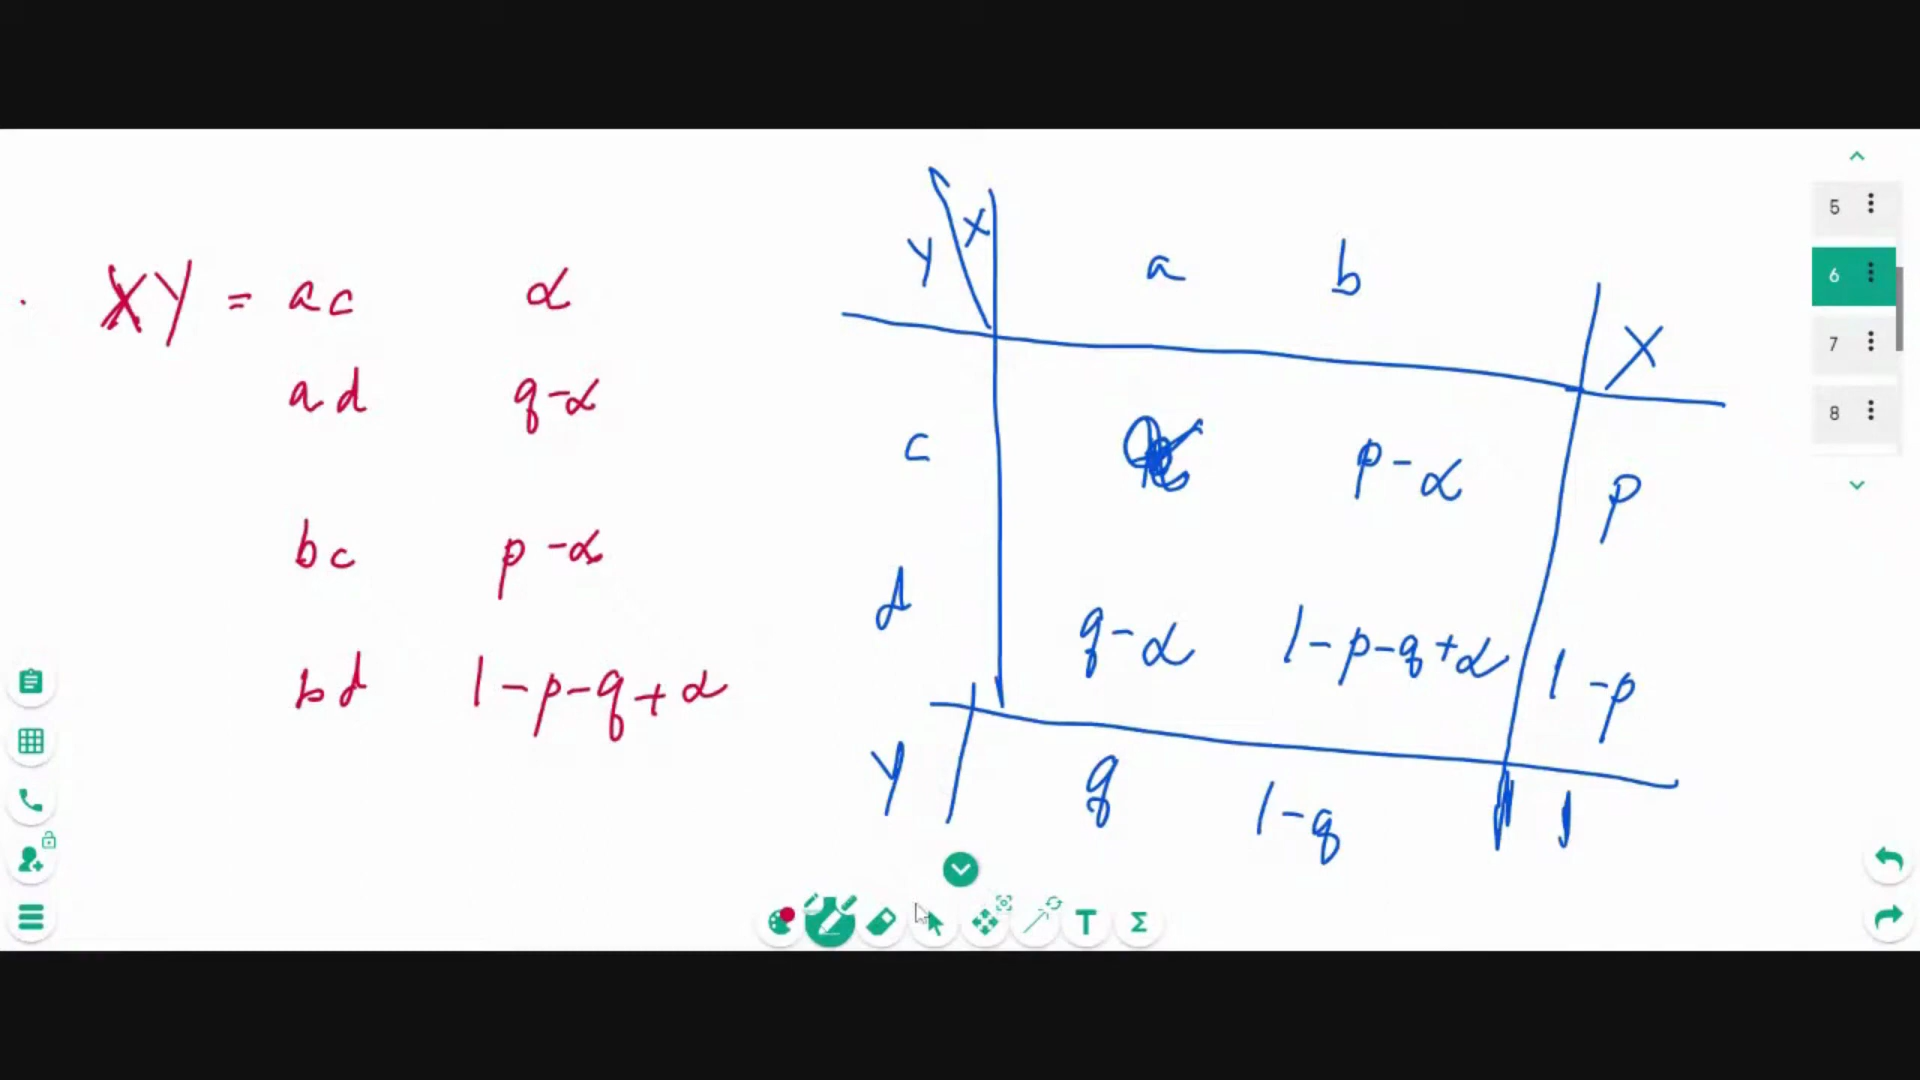 XY = ac α
ad q-α
bc p-α
bd 1-p-q+α
Y X a b X
c p-α p
d q-α 1-p-q+α 1-p
Y q 1-q 1
5
6
7
8
T Σ